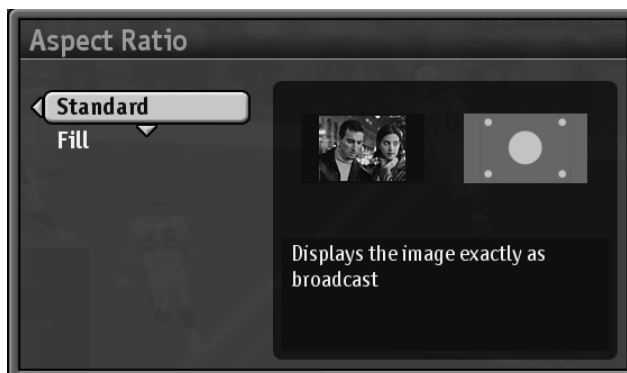 Aspect Ratio
Standard
Fill
Displays the image exactly as
broadcast